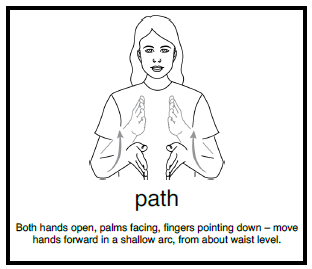 path
Both hands open, palms facing, fingers pointing down – move
hands forward in a shallow arc, from about waist level.